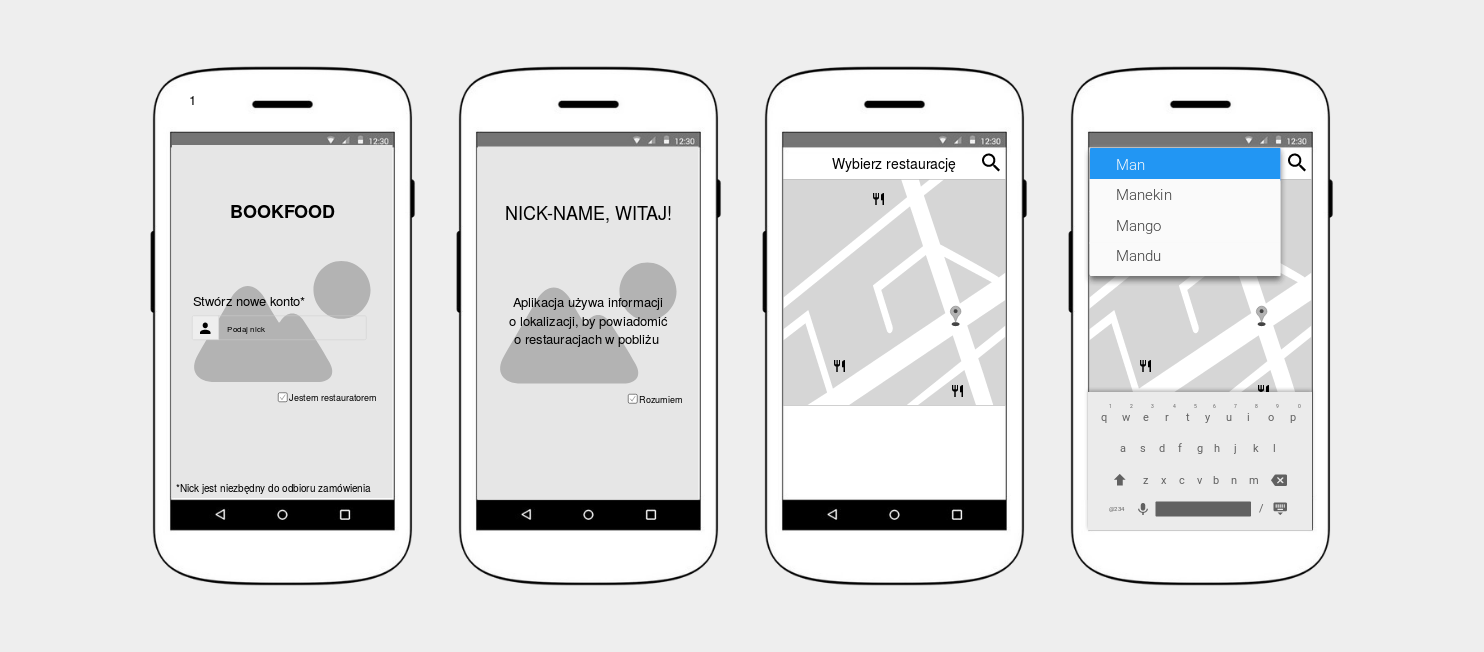 1
12:30
BOOKFOOD
Stwórz nowe konto*
Podaj nick
Jestem restauratorem
*Nick jest niezbędny do odbioru zamówienia
12:30
NICK-NAME, WITAJ!
Aplikacja używa informacji
o lokalizacji, by powiadomić
o restauracjach w pobliżu
Rozumiem
12:30
Wybierz restaurację
12:30
Man
Manekin
Mango
Mandu
1 2 3 4 5 6 7 8 9 0
q w e r t y u i o p
a s d f g h j k l
z x c v b n m
@234 /